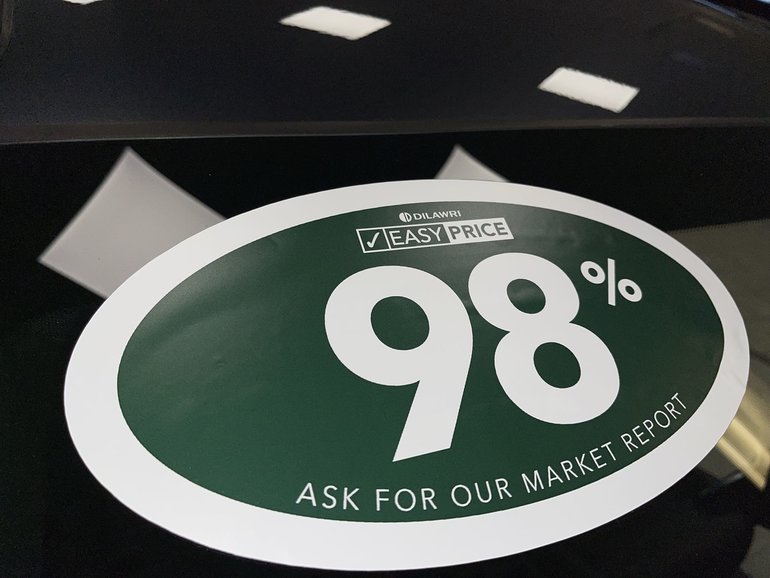 DILAWRI
EASY PRICE
98%
ASK FOR OUR MARKET REPORT